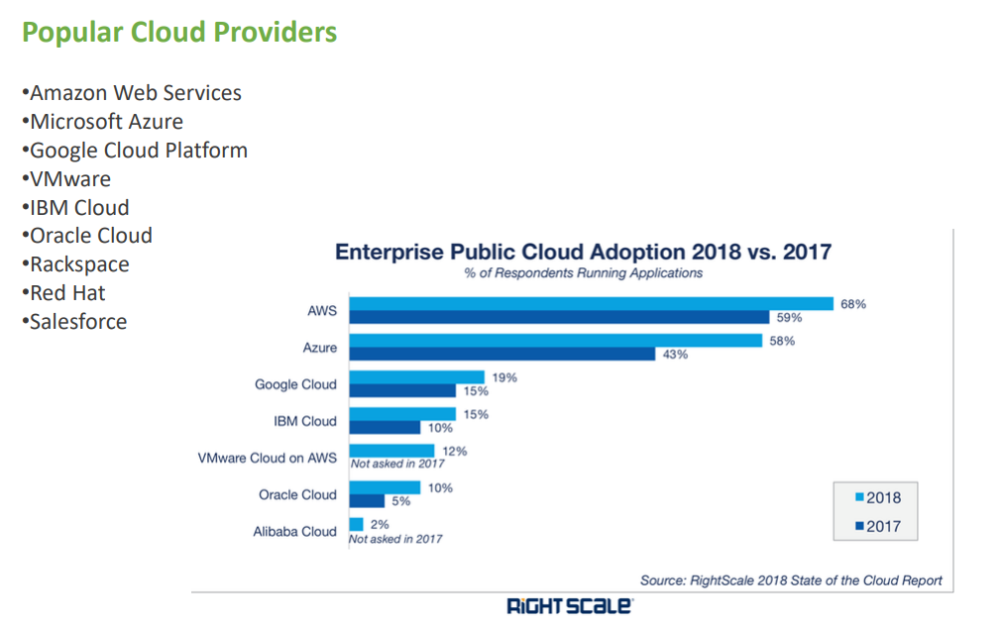 Popular Cloud Providers
•Amazon Web Services
•Microsoft Azure
•Google Cloud Platform
•VMware
•IBM Cloud
•Oracle Cloud
•Rackspace
•Red Hat
•Salesforce
Enterprise Public Cloud Adoption 2018 vs. 2017
% of Respondents Running Applications
AWS 68%
59%
Azure 58%
43%
Google Cloud 19%
15%
IBM Cloud 15%
10%
VMware Cloud on AWS 12%
Not asked in 2017
Oracle Cloud 10%
5%
Alibaba Cloud 2%
Not asked in 2017
2018
2017
Source: RightScale 2018 State of the Cloud Report
RIGHTSCALE